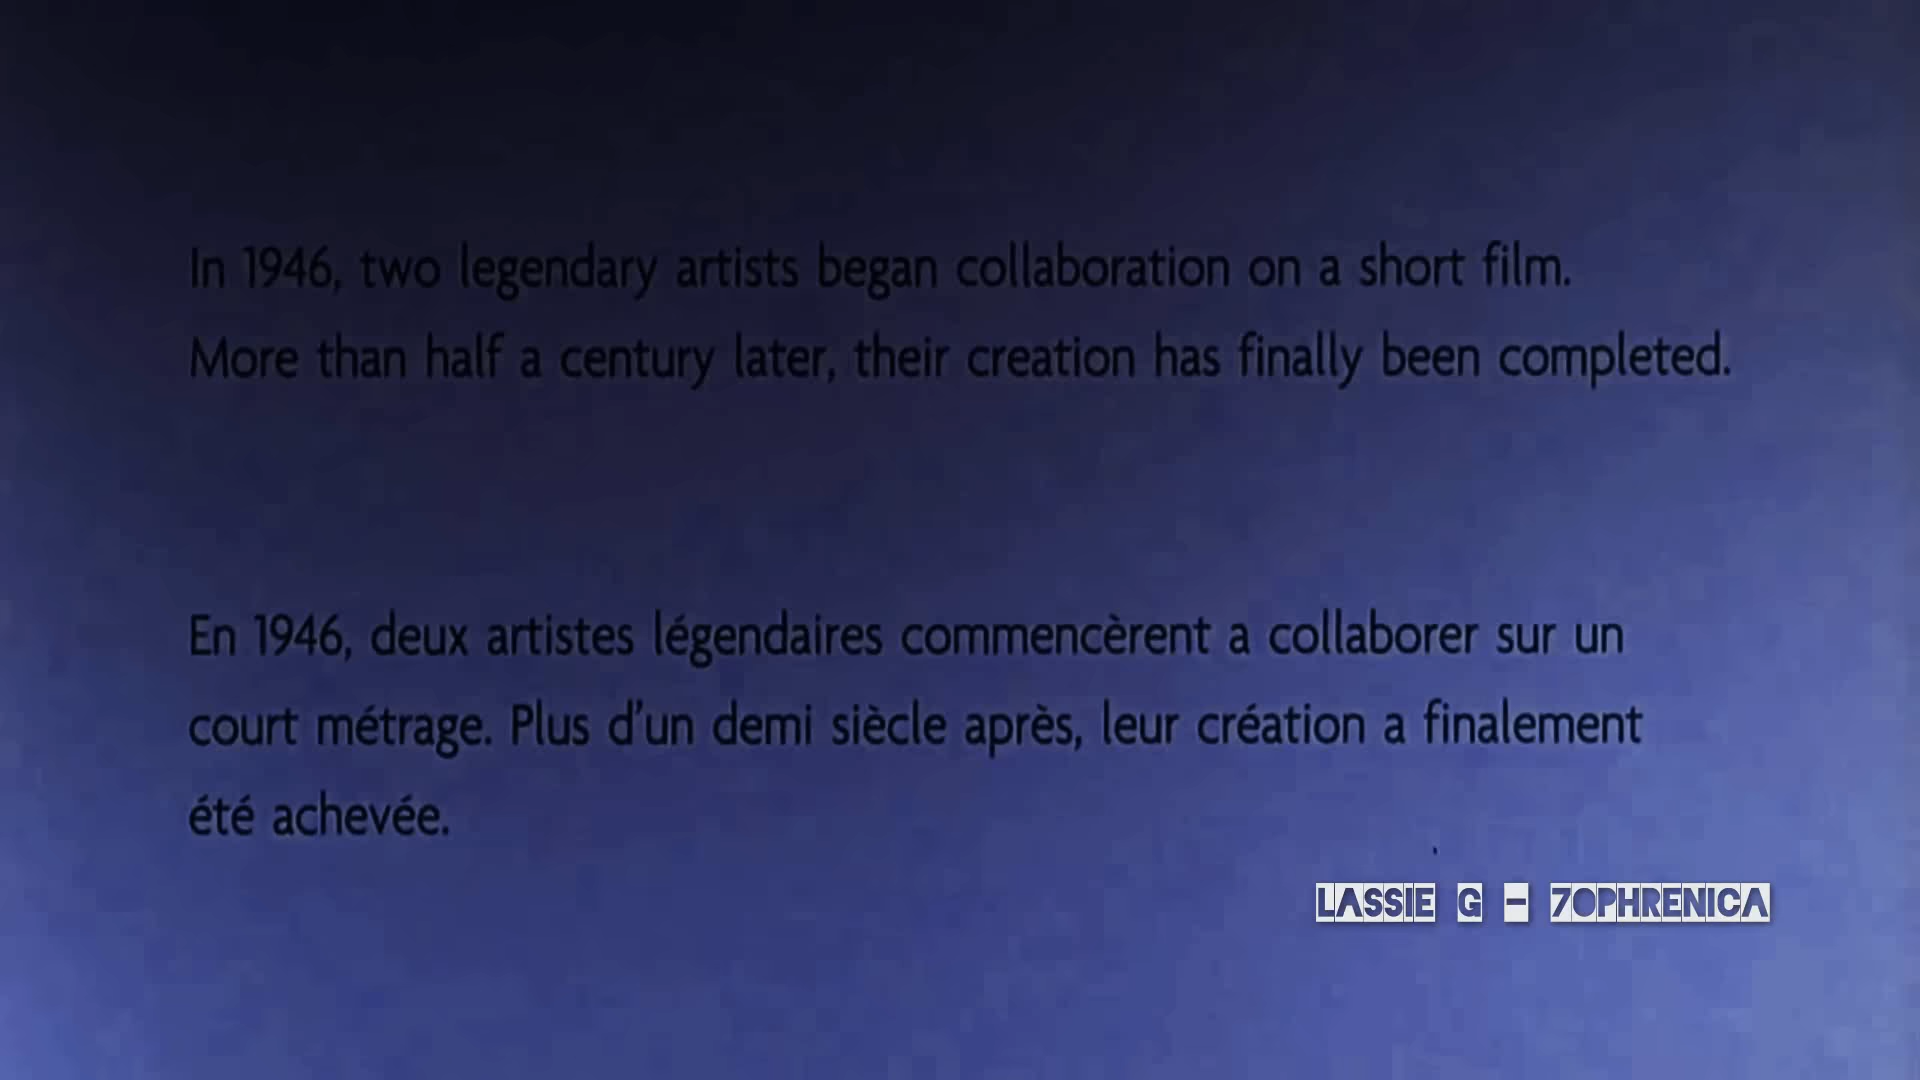 In 1946, two legendary artists began collaboration on a short film.
More than half a century later, their creation has finally been completed.
En 1946, deux artistes légendaires commencèrent a collaborer sur un
court métrage. Plus d'un demi siècle après, leur création a finalement
été achevée.
LASSIE G - 7OPHRENICA